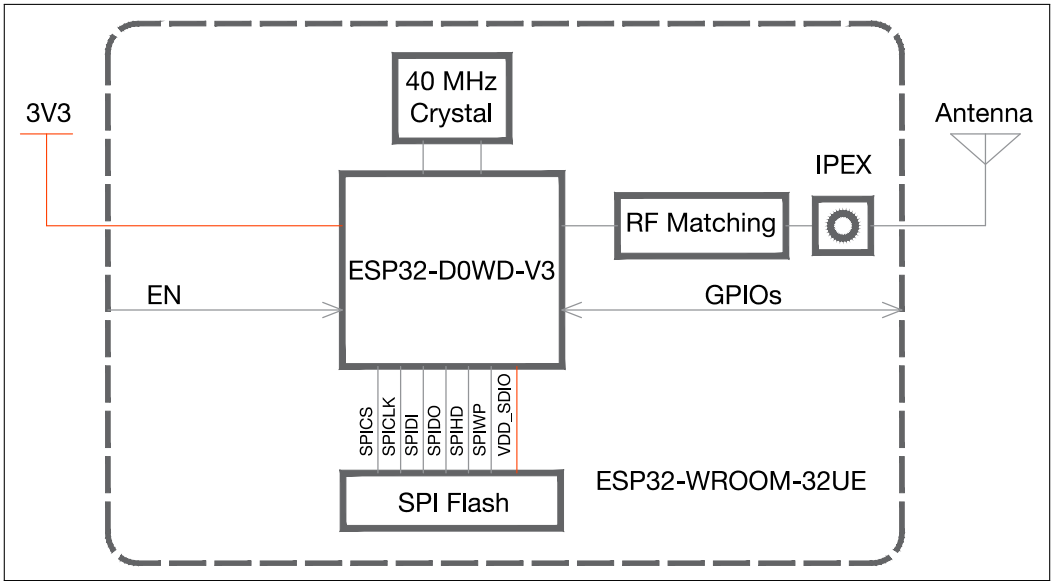 40 MHz
Crystal
3V3
Antenna
IPEX
RF Matching
ESP32-D0WD-V3
EN
GPIOs
SPICS
SPICLK
SPIDI
SPIDO
SPIHD
SPIWP
VDD_SDIO
ESP32-WROOM-32UE
SPI Flash